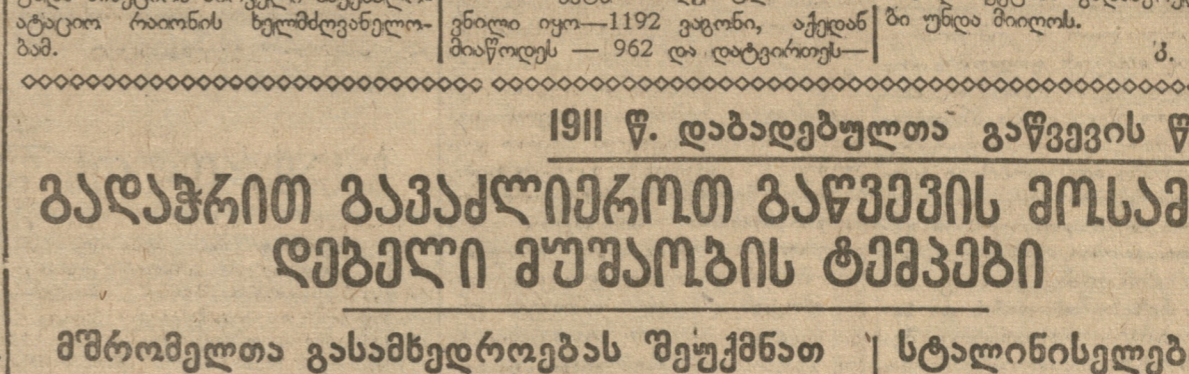 ატაციო რაიონის ხელმძღვანელო-
ბამ.
ვნილი იყო—1192 ვაგონი, აქედან
მიაწოდეს — 962 და დატვირთეს—
ბი უნდა მიიღოს.
კ.
1911 წ. დაბადებულთა გაწვევის წ
გადაჭრით გავაძლიეროთ გაწვევის მოსამ
დებელი მუშაობის ტემპები
მშრომელთა გასამხედროებას შეუქმნათ
სტალინისელებ